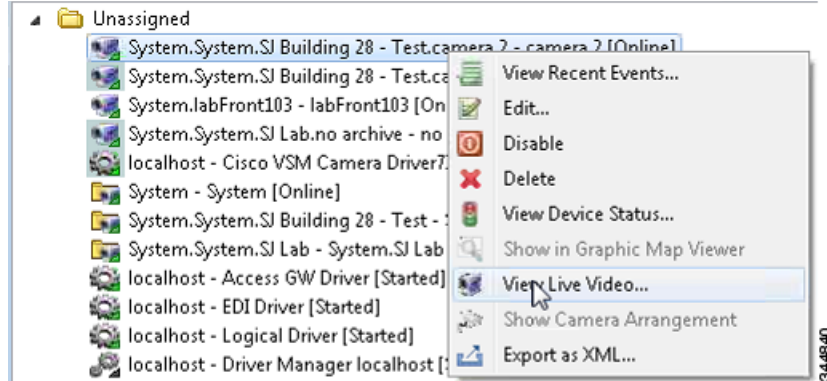 Unassigned
System.System.SJ Building 28 - Test.camera 2 - camera 2 [Online]
System.System.SJ Building 28 - Test.ca
System.labFront103 - labFront103 [On
System.System.SJ Lab.no archive - no
localhost - Cisco VSM Camera Driver7
System - System [Online]
System.System.SJ Building 28 - Test -
System.System.SJ Lab - System.SJ Lab
localhost - Access GW Driver [Started]
localhost - EDI Driver [Started]
localhost - Logical Driver [Started]
localhost - Driver Manager localhost [
View Recent Events...
Edit...
Disable
Delete
View Device Status...
Show in Graphic Map Viewer
View Live Video...
Show Camera Arrangement
Export as XML...
344840